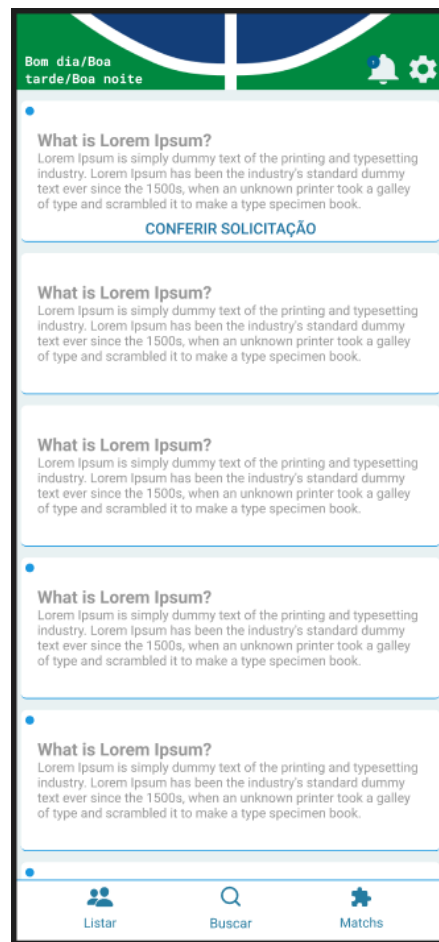 Bom dia/Boa
tarde/Boa noite
What is Lorem Ipsum?
Lorem Ipsum is simply dummy text of the printing and typesetting
industry. Lorem Ipsum has been the industry's standard dummy
text ever since the 1500s, when an unknown printer took a galley
of type and scrambled it to make a type specimen book.
CONFERIR SOLICITAÇÃO
What is Lorem Ipsum?
Lorem Ipsum is simply dummy text of the printing and typesetting
industry. Lorem Ipsum has been the industry's standard dummy
text ever since the 1500s, when an unknown printer took a galley
of type and scrambled it to make a type specimen book.
What is Lorem Ipsum?
Lorem Ipsum is simply dummy text of the printing and typesetting
industry. Lorem Ipsum has been the industry's standard dummy
text ever since the 1500s, when an unknown printer took a galley
of type and scrambled it to make a type specimen book.
What is Lorem Ipsum?
Lorem Ipsum is simply dummy text of the printing and typesetting
industry. Lorem Ipsum has been the industry's standard dummy
text ever since the 1500s, when an unknown printer took a galley
of type and scrambled it to make a type specimen book.
What is Lorem Ipsum?
Lorem Ipsum is simply dummy text of the printing and typesetting
industry. Lorem Ipsum has been the industry's standard dummy
text ever since the 1500s, when an unknown printer took a galley
of type and scrambled it to make a type specimen book.
Listar
Buscar
Matchs